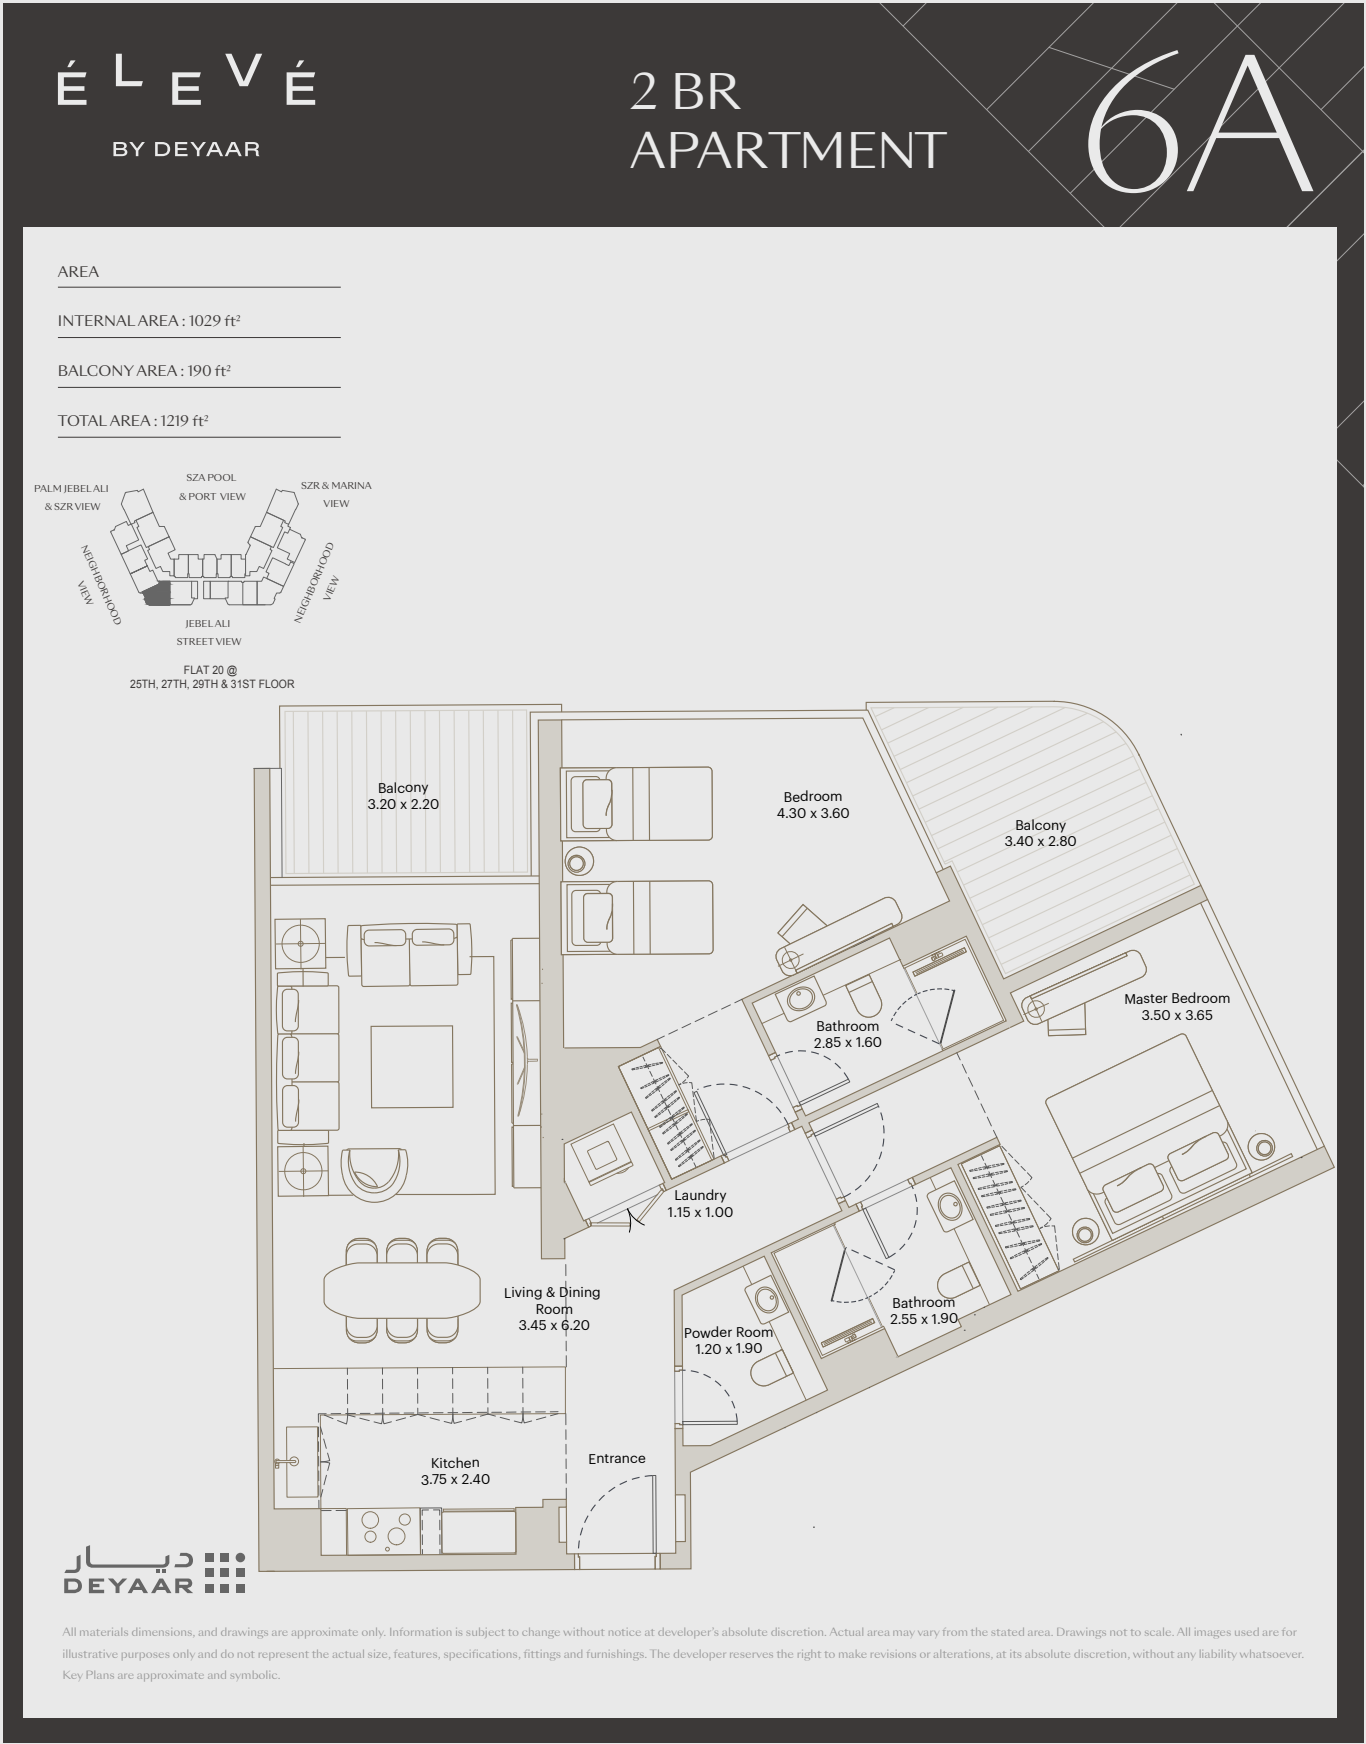 ÉLEVÉ
BY DEYAAR
2 BR
APARTMENT
6A
AREA
INTERNAL AREA : 1029 ft²
BALCONY AREA : 190 ft²
TOTAL AREA : 1219 ft²
PALM JEBEL ALI
& SZR VIEW
SZA POOL
& PORT VIEW
SZR & MARINA
VIEW
NEIGHBORHOOD
VIEW
NEIGHBORHOOD
VIEW
JEBEL ALI
STREET VIEW
FLAT 20 @
25TH, 27TH, 29TH & 31ST FLOOR
Balcony
3.20 x 2.20
Bedroom
4.30 x 3.60
Balcony
3.40 x 2.80
Master Bedroom
3.50 x 3.65
Bathroom
2.85 x 1.60
Laundry
1.15 x 1.00
Living & Dining
Room
3.45 x 6.20
Bathroom
2.55 x 1.90
Powder Room
1.20 x 1.90
Kitchen
3.75 x 2.40
Entrance
ديار
DEYAAR
All materials dimensions, and drawings are approximate only. Information is subject to change without notice at developer's absolute discretion. Actual area may vary from the stated area. Drawings not to scale. All images used are for
illustrative purposes only and do not represent the actual size, features, specifications, fittings and furnishings. The developer reserves the right to make revisions or alterations, at its absolute discretion, without any liability whatsoever.
Key Plans are approximate and symbolic.